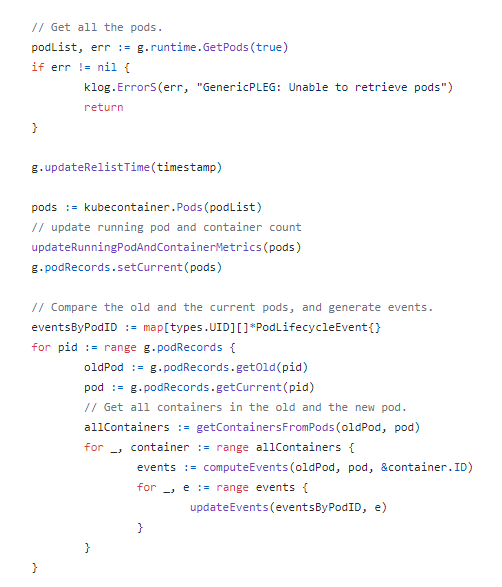 // Get all the pods.
podList, err := g.runtime.GetPods(true)
if err != nil {
        klog.ErrorS(err, "GenericPLEG: Unable to retrieve pods")
        return
}

g.updateRelistTime(timestamp)

pods := kubecontainer.Pods(podList)
// update running pod and container count
updateRunningPodAndContainerMetrics(pods)
g.podRecords.setCurrent(pods)

// Compare the old and the current pods, and generate events.
eventsByPodID := map[types.UID][]*PodLifecycleEvent{}
for pid := range g.podRecords {
        oldPod := g.podRecords.getOld(pid)
        pod := g.podRecords.getCurrent(pid)
        // Get all containers in the old and the new pod.
        allContainers := getContainersFromPods(oldPod, pod)
        for _, container := range allContainers {
                events := computeEvents(oldPod, pod, &container.ID)
                for _, e := range events {
                        updateEvents(eventsByPodID, e)
                }
        }
}